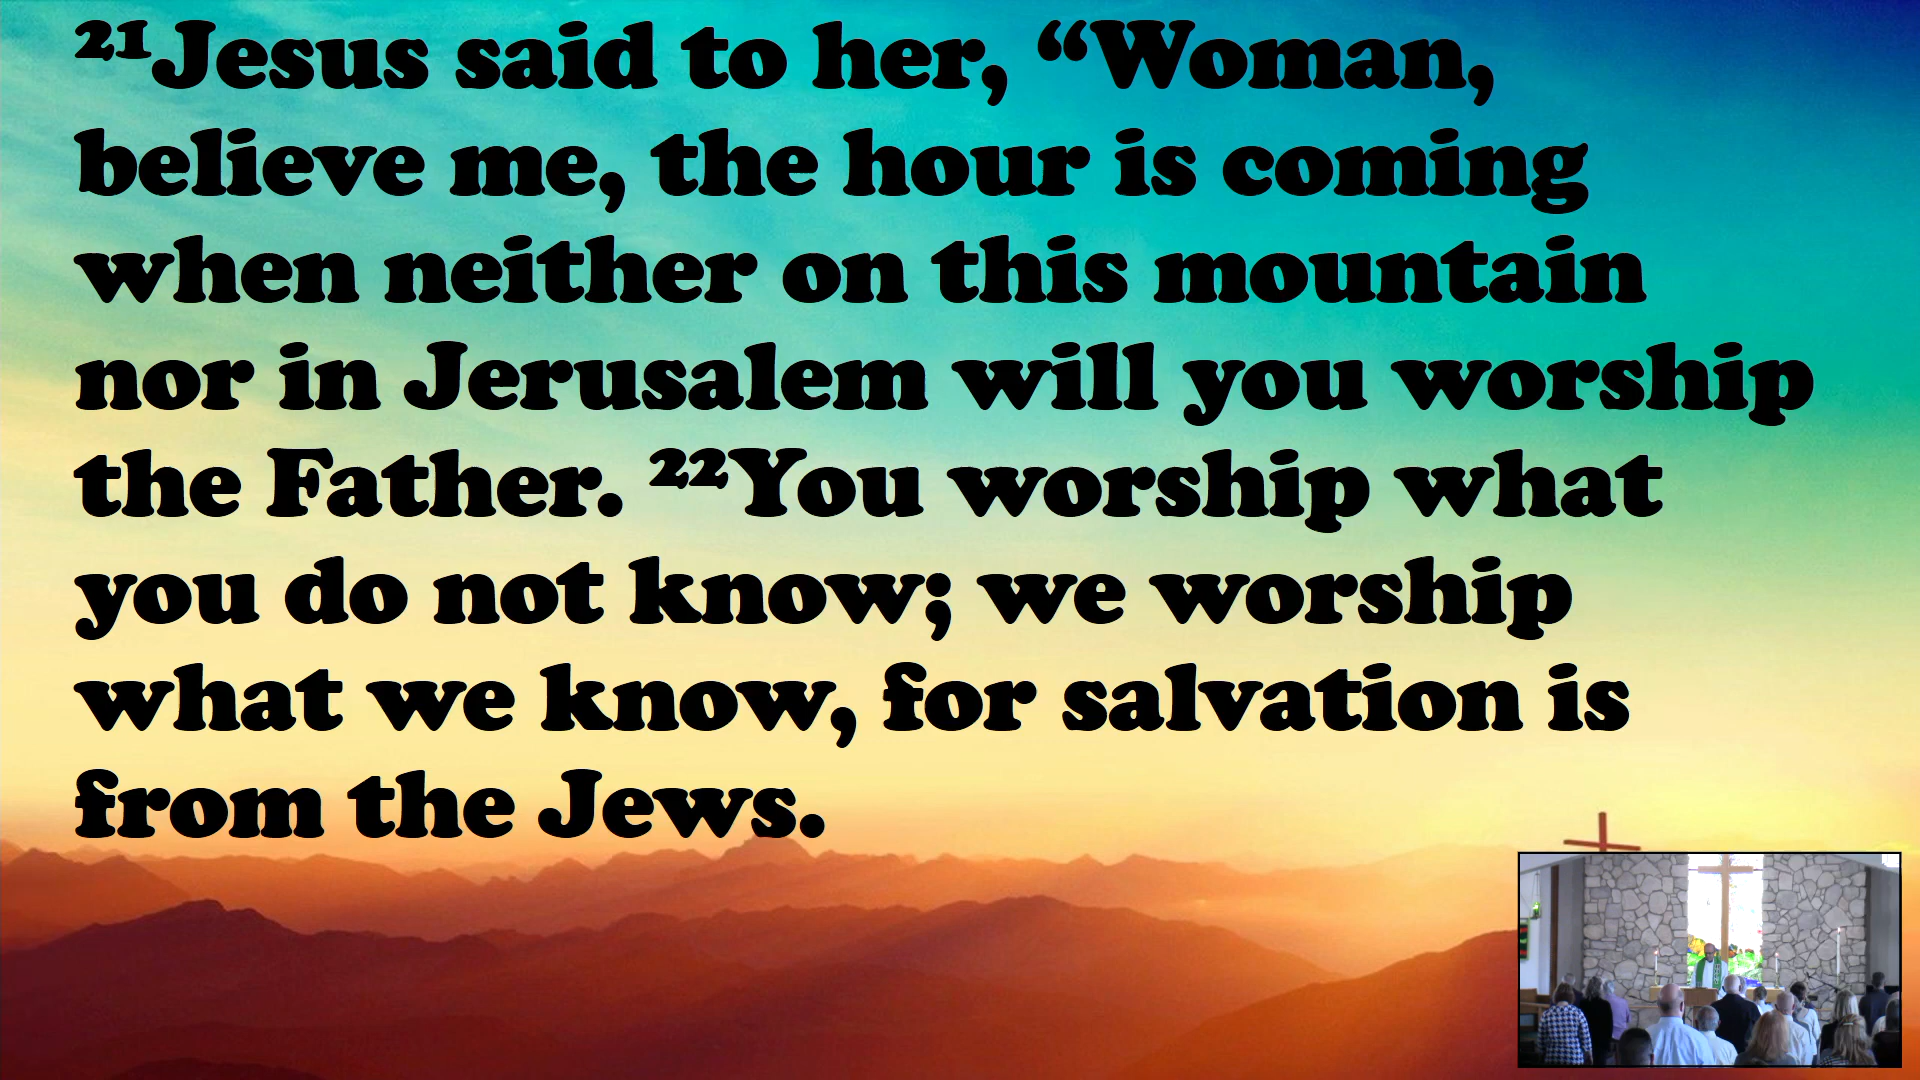 ²¹Jesus said to her, “Woman,
believe me, the hour is coming
when neither on this mountain
nor in Jerusalem will you worship
the Father. ²²You worship what
you do not know; we worship
what we know, for salvation is
from the Jews.